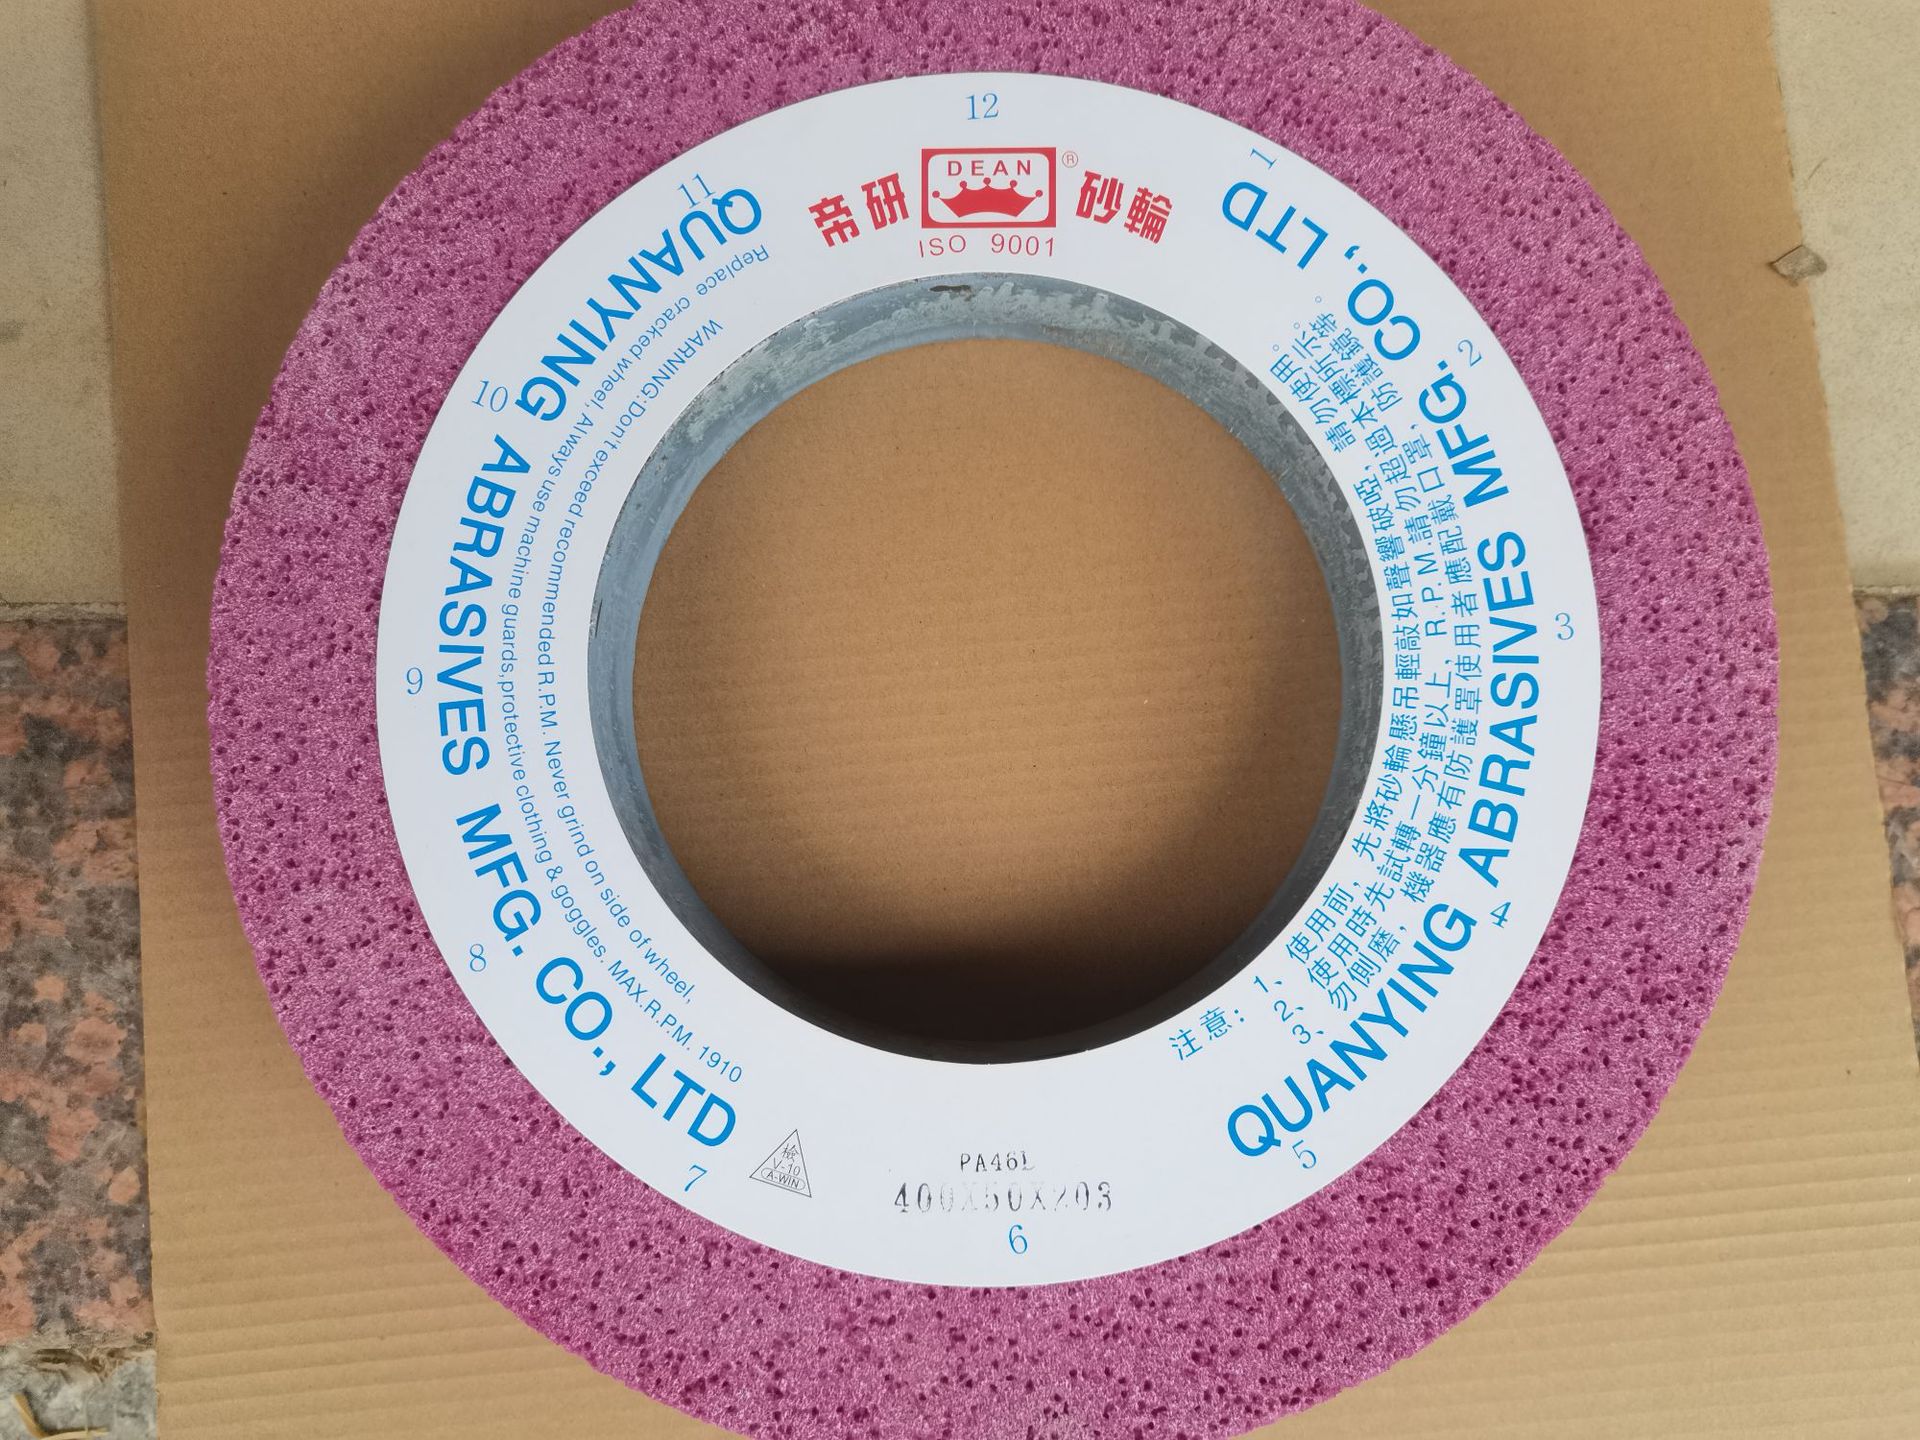 12
1
2
3
4
5
6
7
8
9
10
11
帝研
DEAN
®
砂輪
ISO 9001
QUANYING ABRASIVES MFG. CO., LTD
WARNING:Don't exceed recommended R.P.M. Never grind on side of wheel,
Replace cracked wheel, Always use machine guards,protective clothing & goggles. MAX.R.P.M. 1910
QUANYING ABRASIVES MFG. CO., LTD
注意:
1、使用前,先將砂輪懸吊輕敲如聲響破啞,請勿使用。
2、使用時先試轉一分鐘以上,R.P.M.請勿超過本標示所示。
3、勿側磨,機器應有防護罩使用者應配戴口罩,防護鏡等。
檢
V-10
A-WIN
PA46L
400X50X203